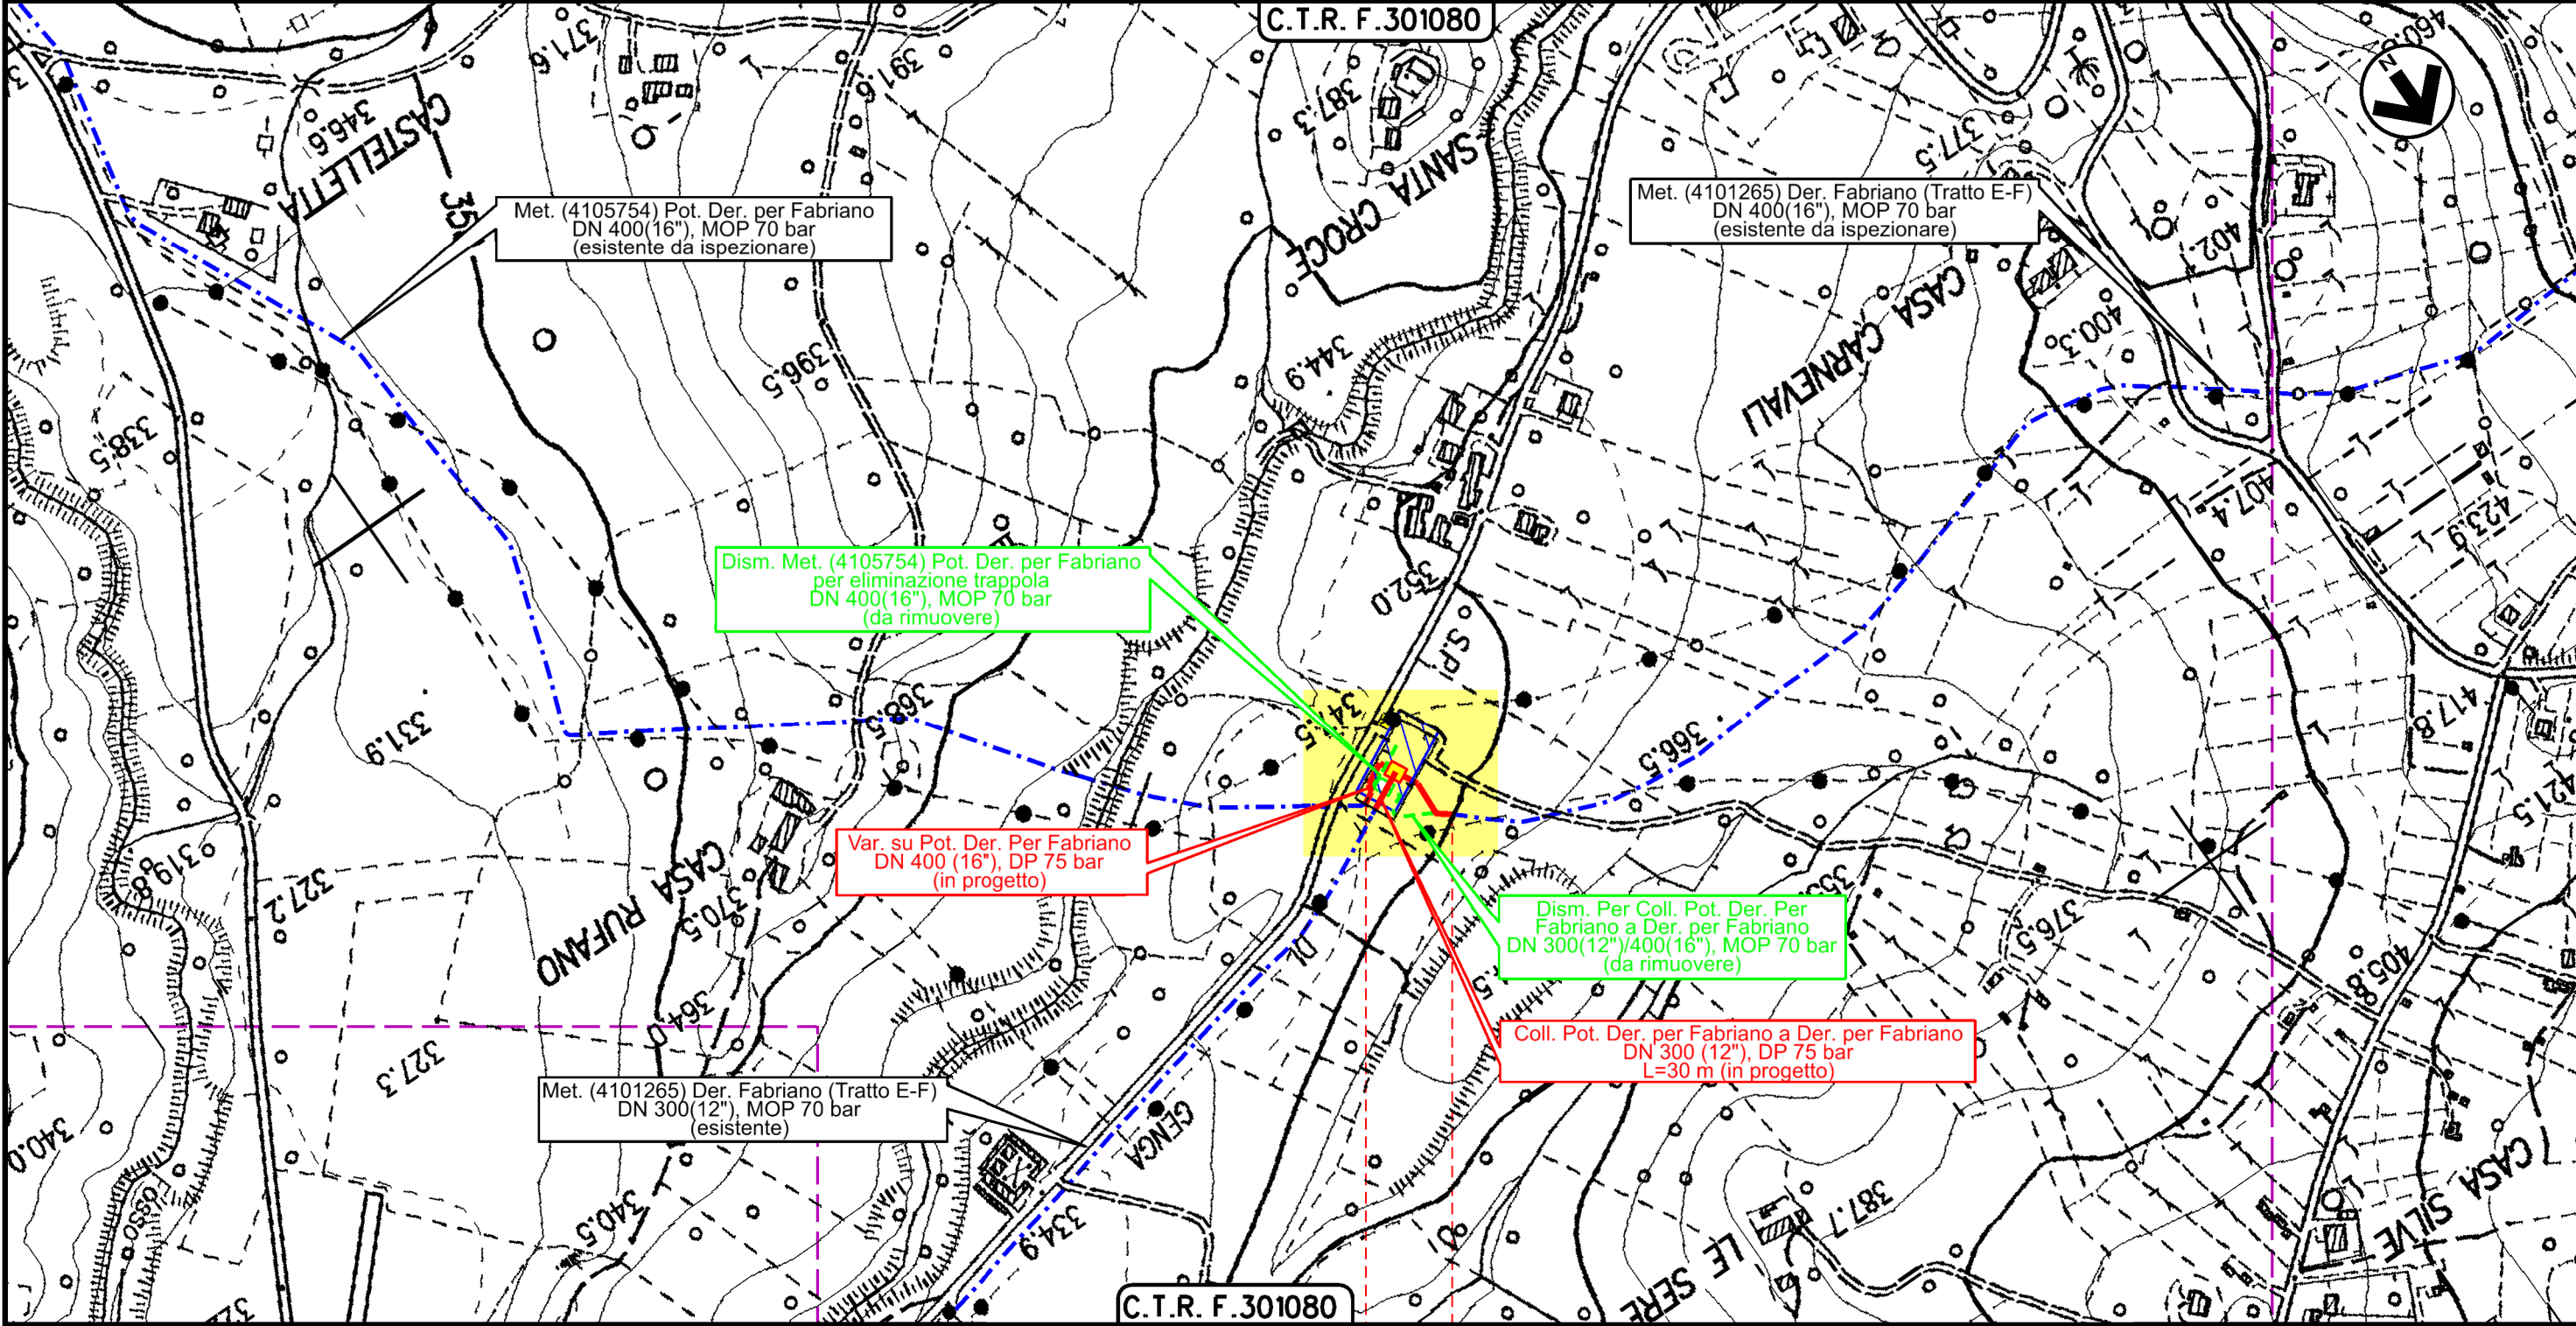 C.T.R. F.301080
371.6
391.6
460.
N
387.3
346.6
CASTELLETTA
35
SANTA CROCE
377.5
Met. (4105754) Pot. Der. per Fabriano
DN 400(16"), MOP 70 bar
(esistente da ispezionare)
Met. (4101265) Der. Fabriano (Tratto E-F)
DN 400(16"), MOP 70 bar
(esistente da ispezionare)
402.
CASA CARNEVALI
400.3
344.9
396.5
338.5
407.4
423.9
Dism. Met. (4105754) Pot. Der. per Fabriano
per eliminazione trappola
DN 400(16"), MOP 70 bar
(da rimuovere)
352.0
S.P.
331.9
368.5
34
.5
366.5
417.8
421.5
Var. su Pot. Der. Per Fabriano
DN 400 (16"), DP 75 bar
(in progetto)
319.8
327.2
CASA RUFANO
370.5
DI
353.
376.5
405.8
Dism. Per Coll. Pot. Der. Per
Fabriano a Der. per Fabriano
DN 300(12")/400(16"), MOP 70 bar
(da rimuovere)
.5
364.0
327.3
Coll. Pot. Der. per Fabriano a Der. per Fabriano
DN 300 (12"), DP 75 bar
L=30 m (in progetto)
Met. (4101265) Der. Fabriano (Tratto E-F)
DN 300(12"), MOP 70 bar
(esistente)
GENGA
340.0
340.5
334.9
387.7
LE SERE
CASA
SILVE
C.T.R. F.301080